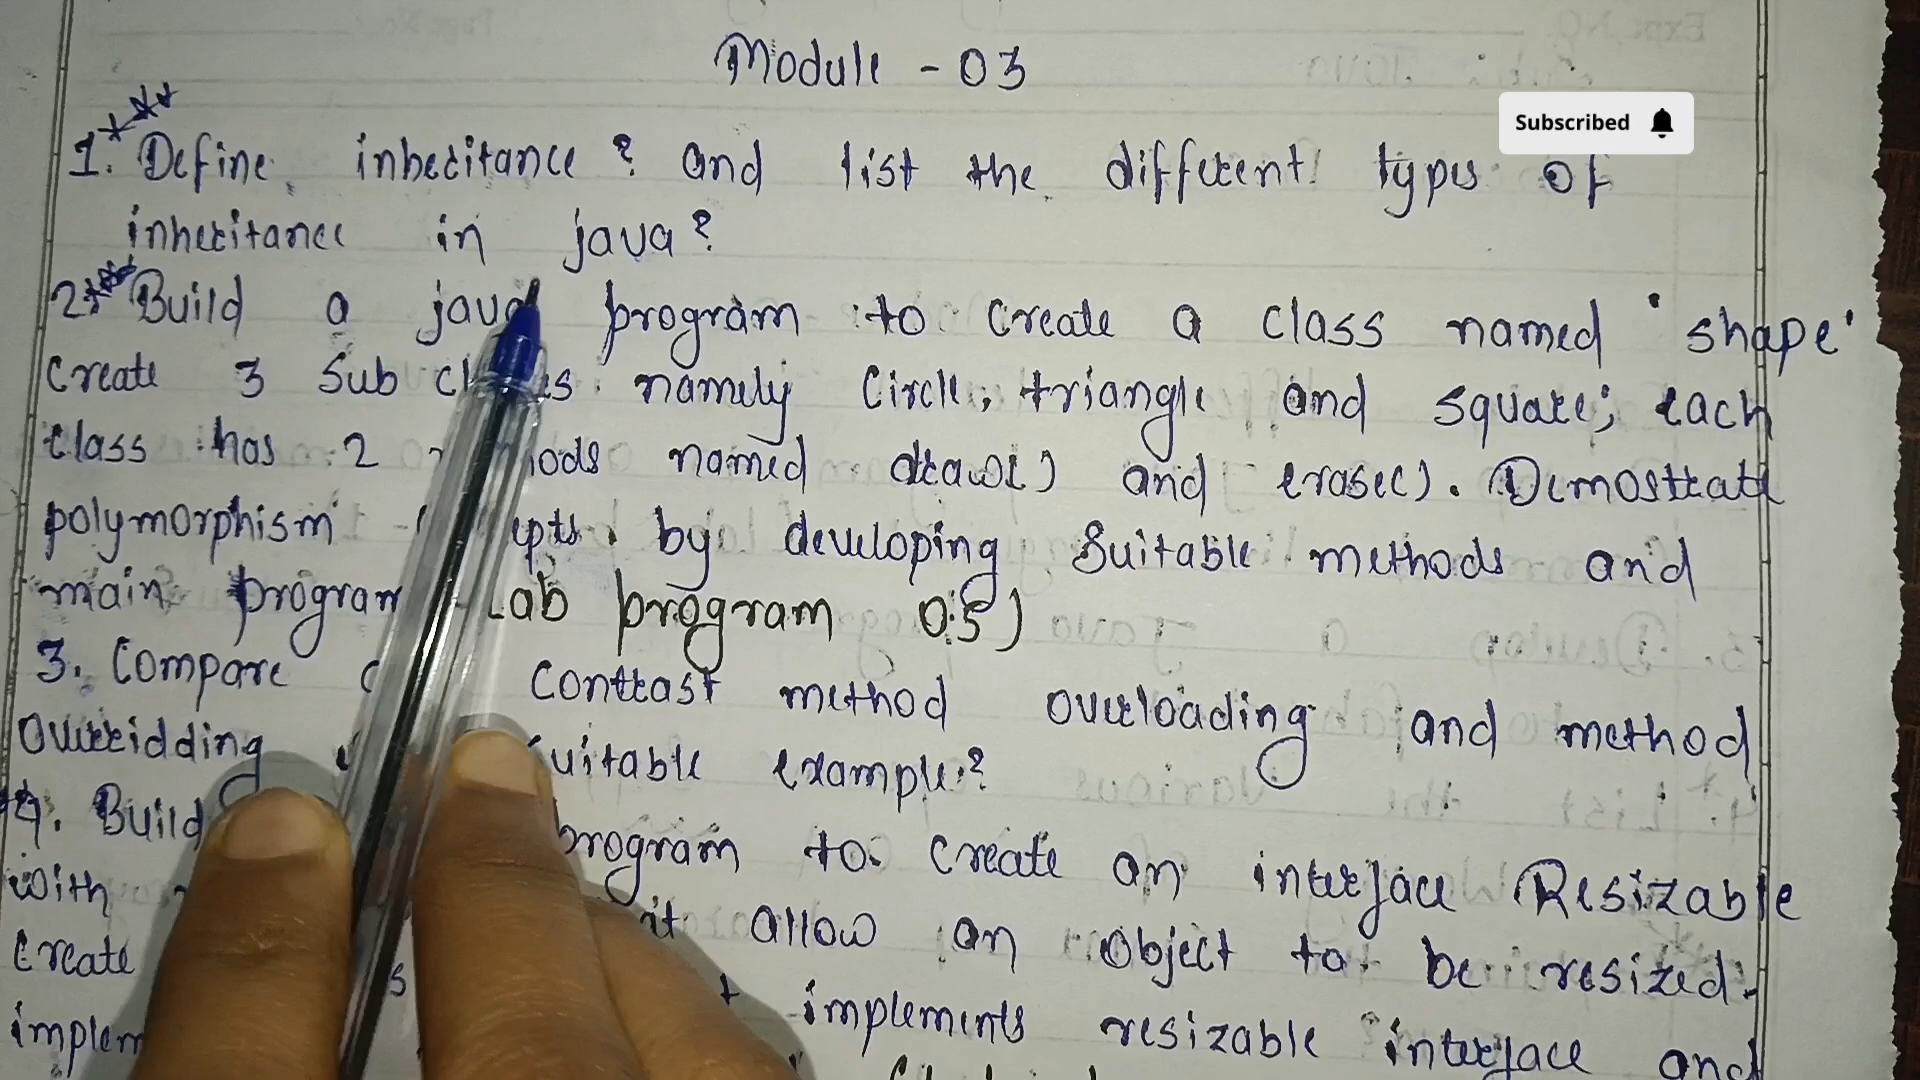 Module - 03
Subscribed
1. Define inheritance ? and list the different types of
inheritance in java ?
2. Build a java program to create a class named 'shape'
create 3 sub namely Circle, triangle and square; each
class has 2 named draw() and erase(). Demostrate
polymorphism by developing Suitable methods and
main program Lab program 05)
3. Compare contrast method overloading and method
overridding suitable example ?
4. Build program to create an interface Resizable
with allow an object to be resized.
Create
implements resizable interface and